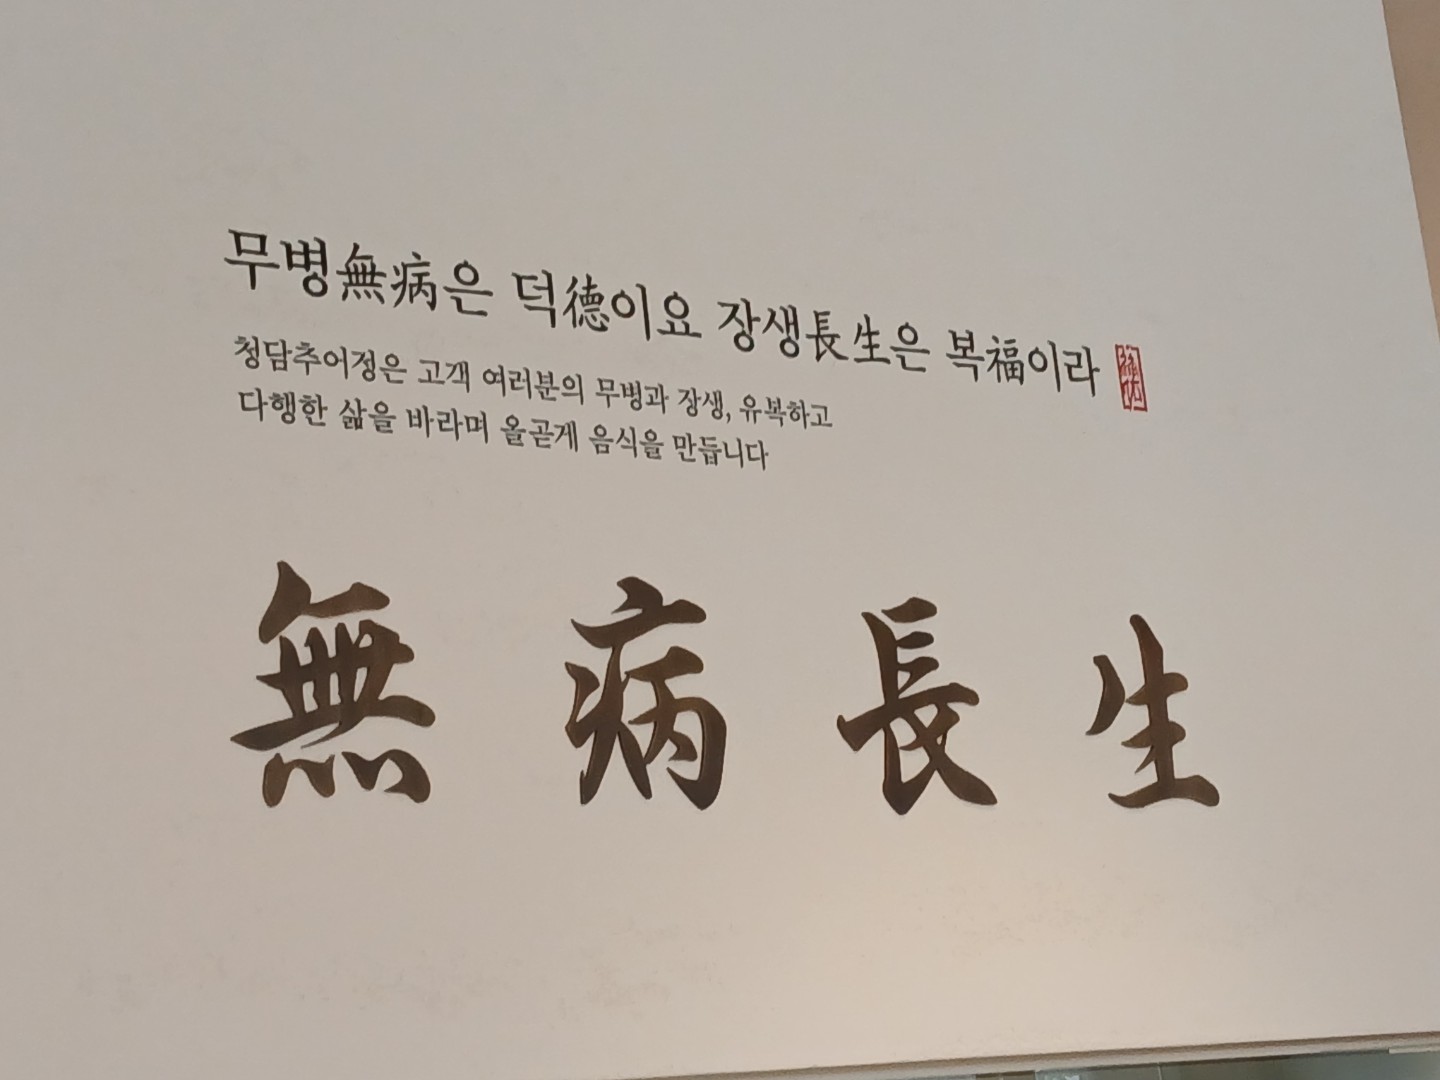 무병無病은 덕德이요 장생長生은 복福이라
청담추어정은 고객 여러분의 무병과 장생, 유복하고
다행한 삶을 바라며 올곧게 음식을 만듭니다
無病長生